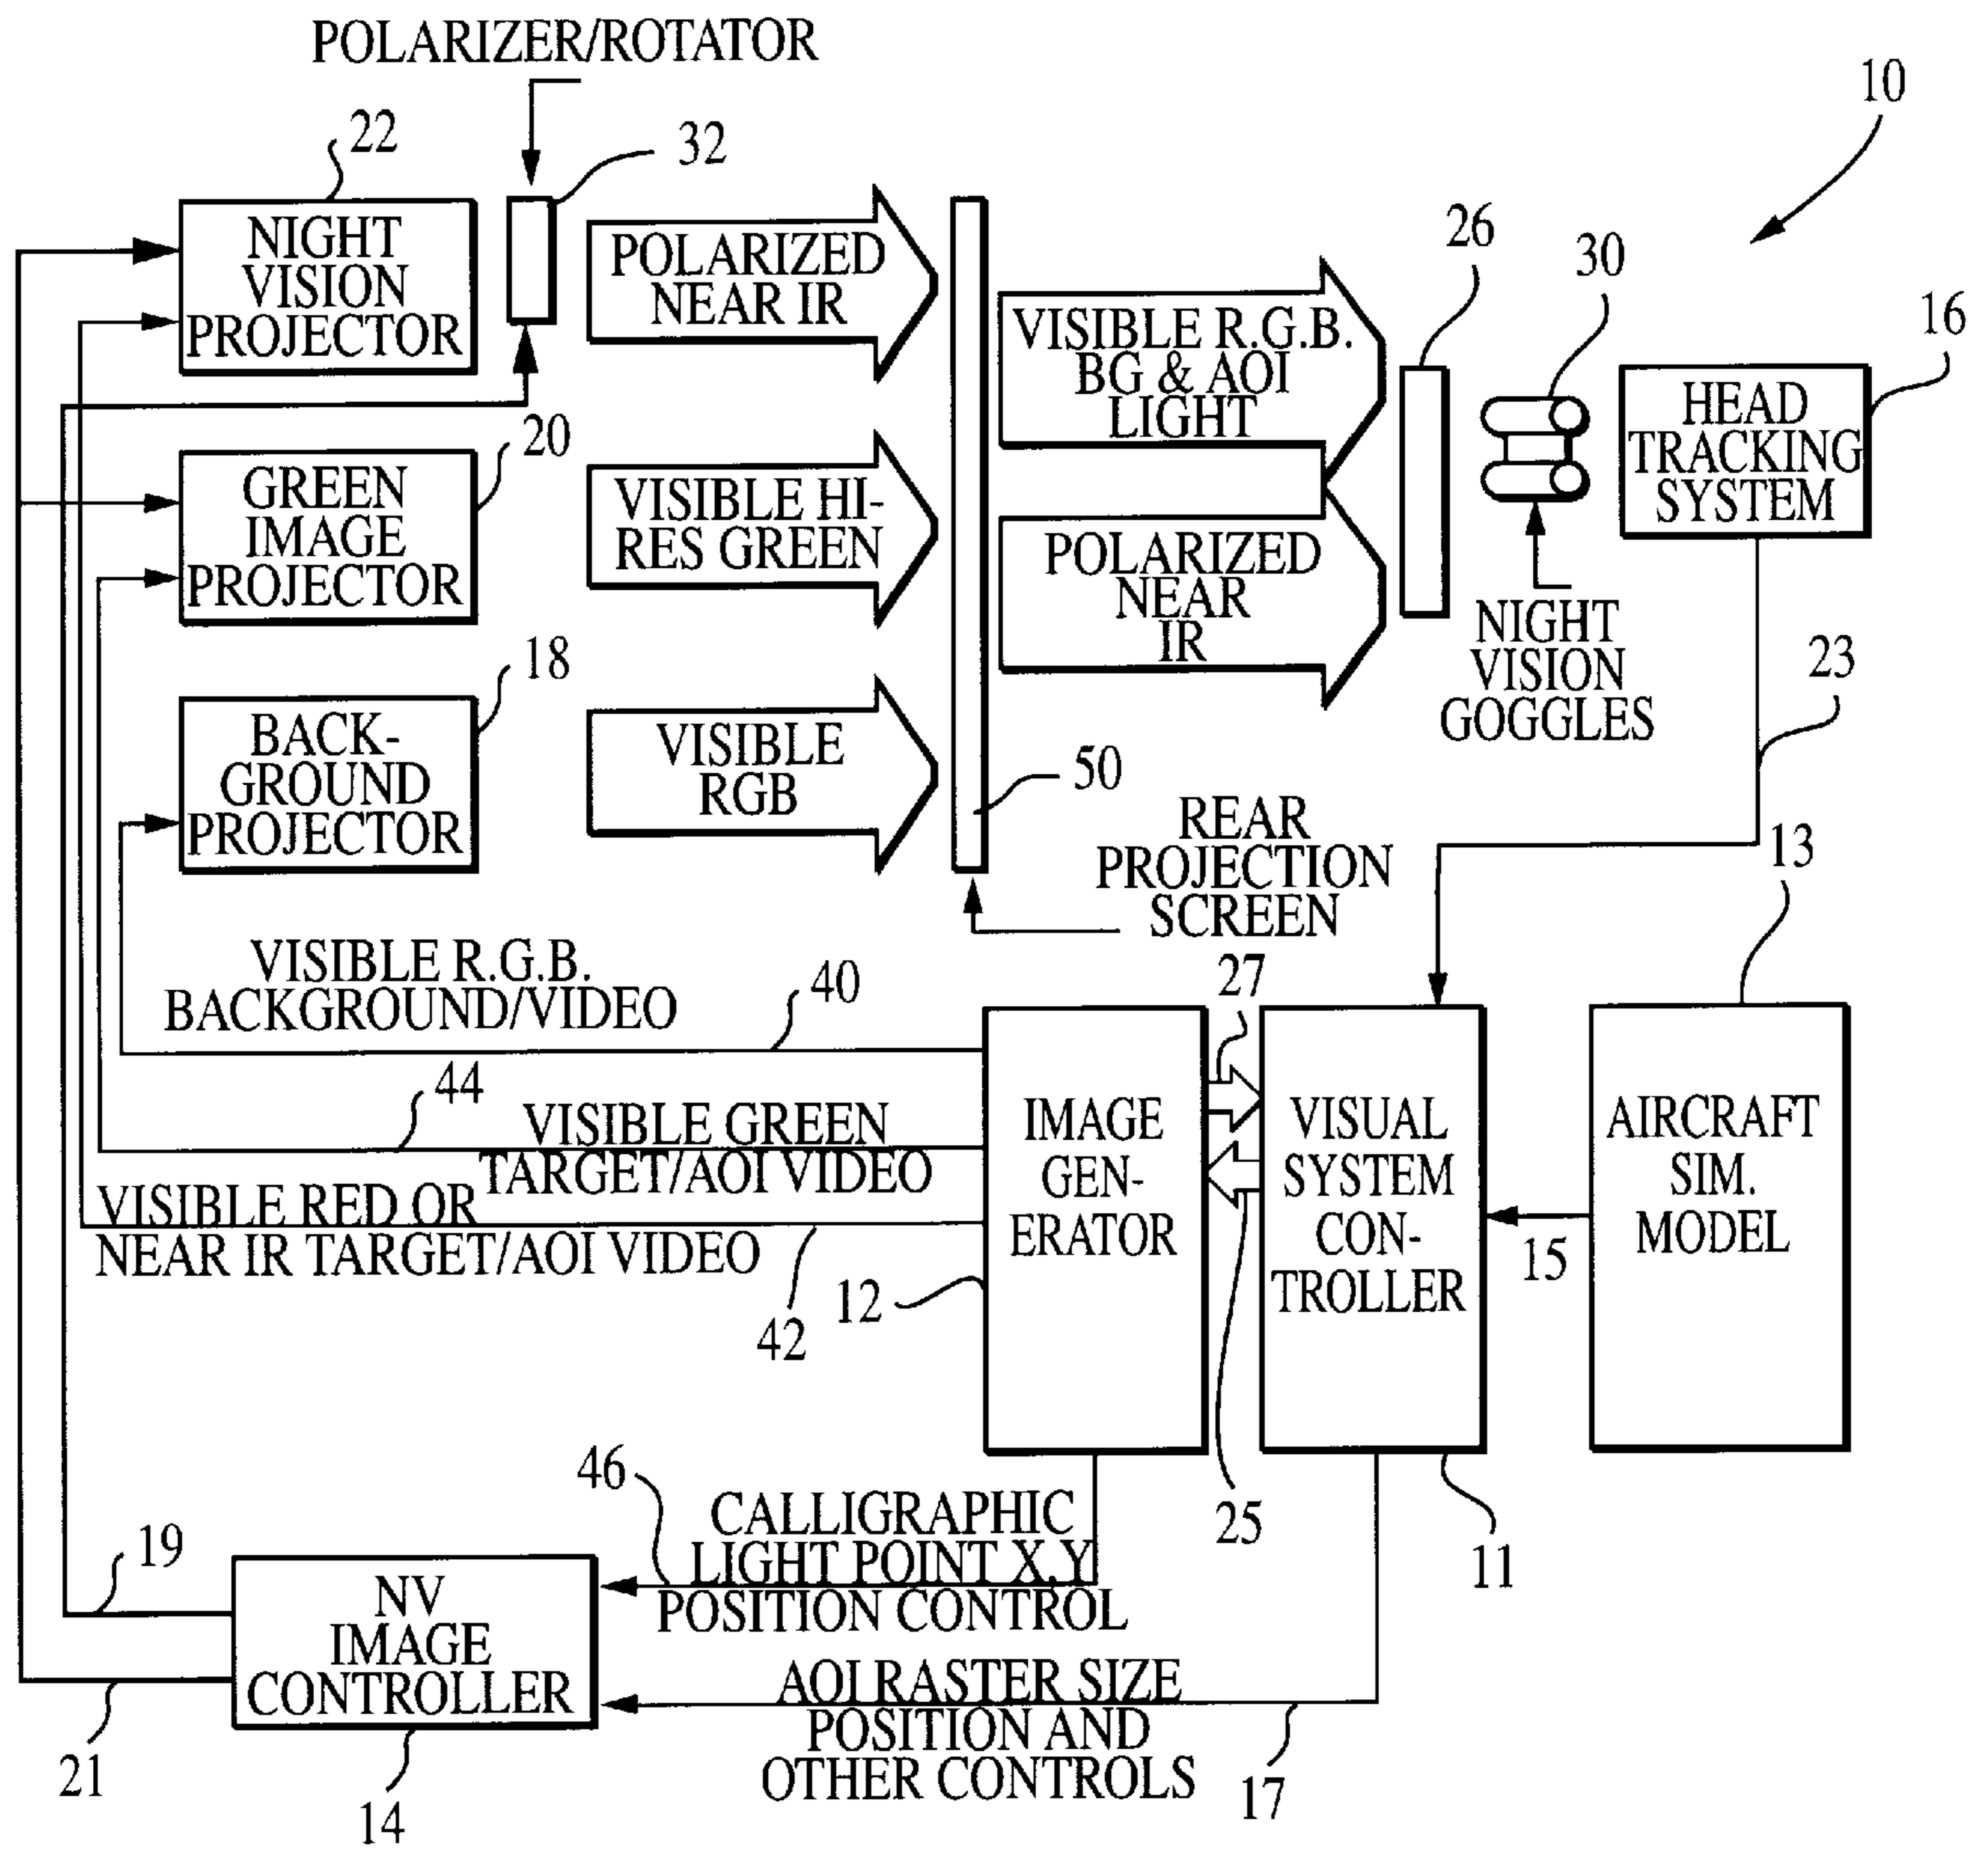 POLARIZER/ROTATOR
10
22
32
NIGHT
VISION
PROJECTOR
POLARIZED
NEAR IR
26
30
16
VISIBLE R.G.B.
BG & AOI
LIGHT
HEAD
TRACKING
SYSTEM
20
GREEN
IMAGE
PROJECTOR
VISIBLE HI-
RES GREEN
POLARIZED
NEAR
IR
NIGHT
VISION
GOGGLES
23
18
BACK-
GROUND
PROJECTOR
VISIBLE
RGB
50
REAR
PROJECTION
SCREEN
13
VISIBLE R.G.B.
BACKGROUND/VIDEO
40
27
44
VISIBLE GREEN
TARGET/AOI VIDEO
VISIBLE RED OR
NEAR IR TARGET/AOI VIDEO
42
12
IMAGE
GEN-
ERATOR
VISUAL
SYSTEM
CON-
TROLLER
15
AIRCRAFT
SIM.
MODEL
46
CALLIGRAPHIC
LIGHT POINT X.Y
POSITION CONTROL
25
11
19
NV
IMAGE
CONTROLLER
AOI RASTER SIZE
POSITION AND
OTHER CONTROLS
21
14
17